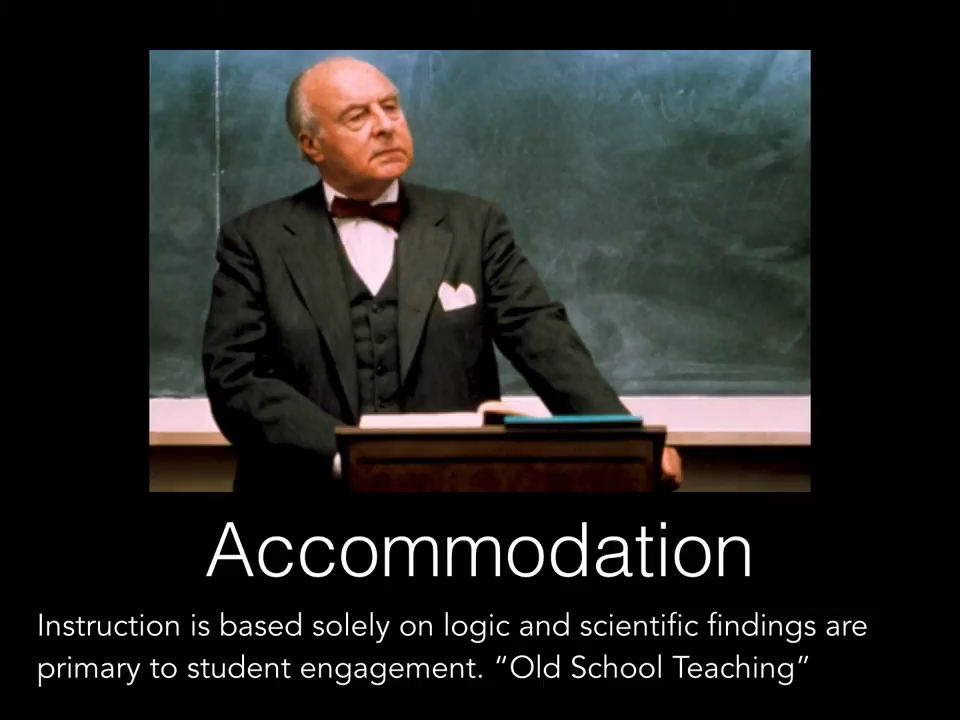 Accommodation
Instruction is based solely on logic and scientific findings are
primary to student engagement. “Old School Teaching”